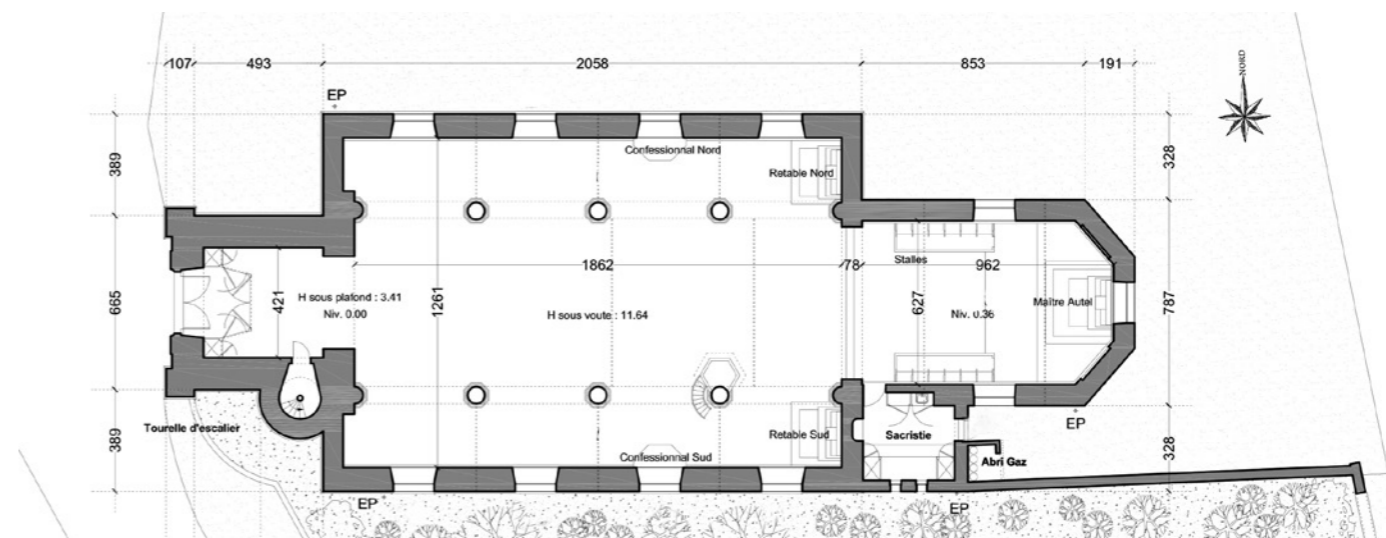 107
493
2058
853
191
NORD
EP
389
328
Confessionnal Nord
Retable Nord
1862
78
962
Stalles
665
421
H sous plafond : 3.41
Niv. 0.00
1261
H sous voute : 11.64
627
Niv. 0.36
Maitre Autel
787
389
Tourelle d'escalier
Confessionnal Sud
Retable Sud
Sacristie
Abri Gaz
EP
328
EP
EP